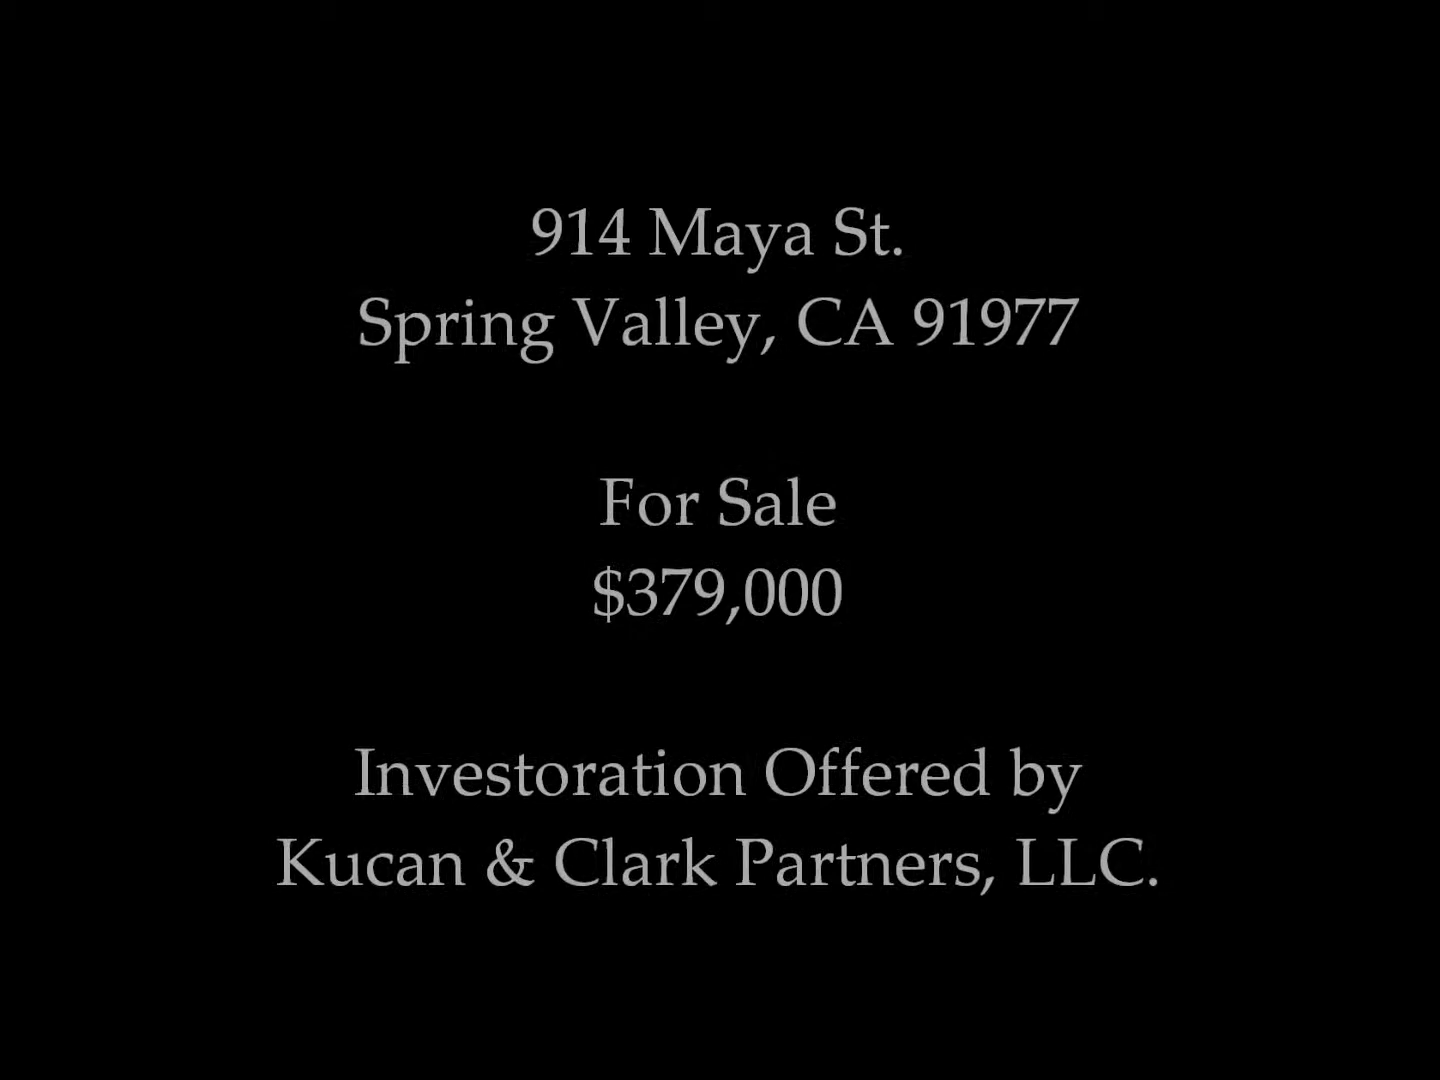 914 Maya St.
Spring Valley, CA 91977
For Sale
$379,000
Investoration Offered by
Kucan & Clark Partners, LLC.